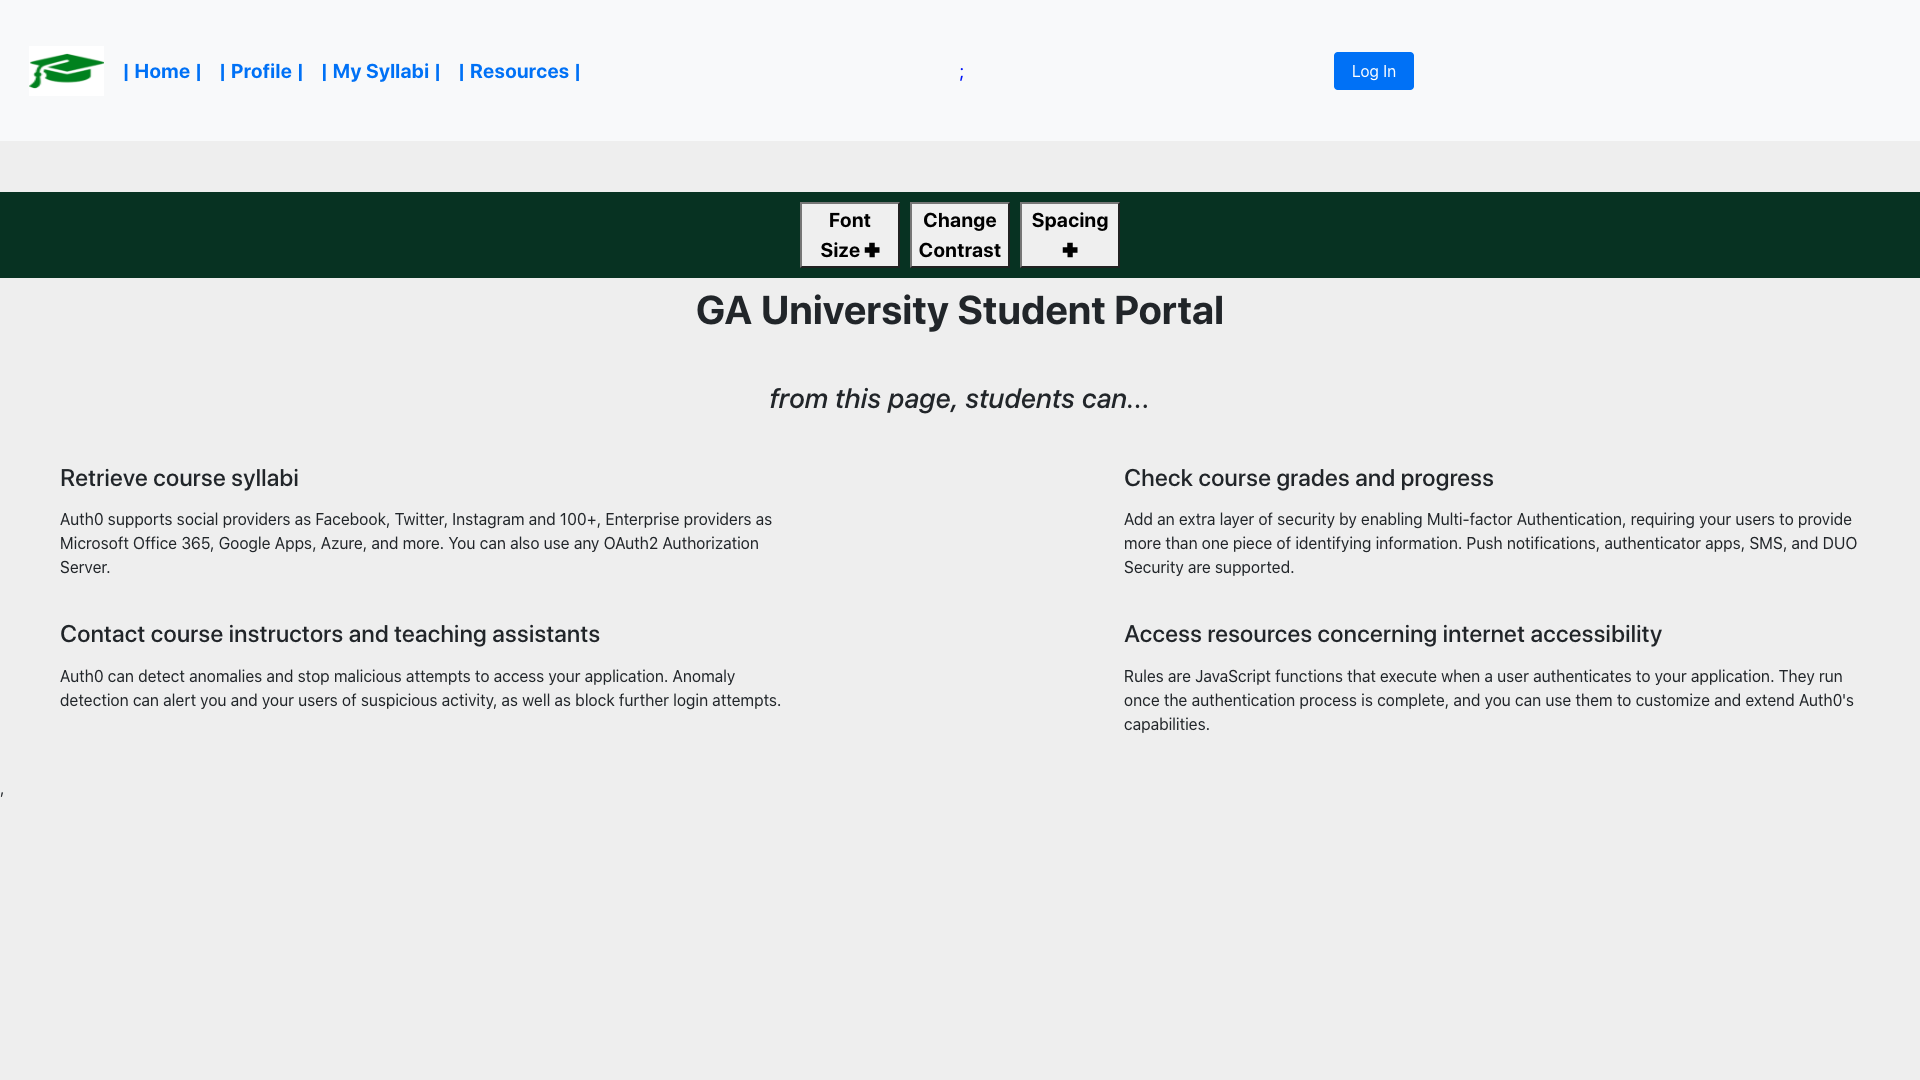 | Home | | Profile | | My Syllabi | | Resources | ; Log In
Font Size ✚
Change Contrast
Spacing ✚
GA University Student Portal
from this page, students can...
Retrieve course syllabi
Auth0 supports social providers as Facebook, Twitter, Instagram and 100+, Enterprise providers as
Microsoft Office 365, Google Apps, Azure, and more. You can also use any OAuth2 Authorization
Server.
Check course grades and progress
Add an extra layer of security by enabling Multi-factor Authentication, requiring your users to provide
more than one piece of identifying information. Push notifications, authenticator apps, SMS, and DUO
Security are supported.
Contact course instructors and teaching assistants
Auth0 can detect anomalies and stop malicious attempts to access your application. Anomaly
detection can alert you and your users of suspicious activity, as well as block further login attempts.
Access resources concerning internet accessibility
Rules are JavaScript functions that execute when a user authenticates to your application. They run
once the authentication process is complete, and you can use them to customize and extend Auth0's
capabilities.
,